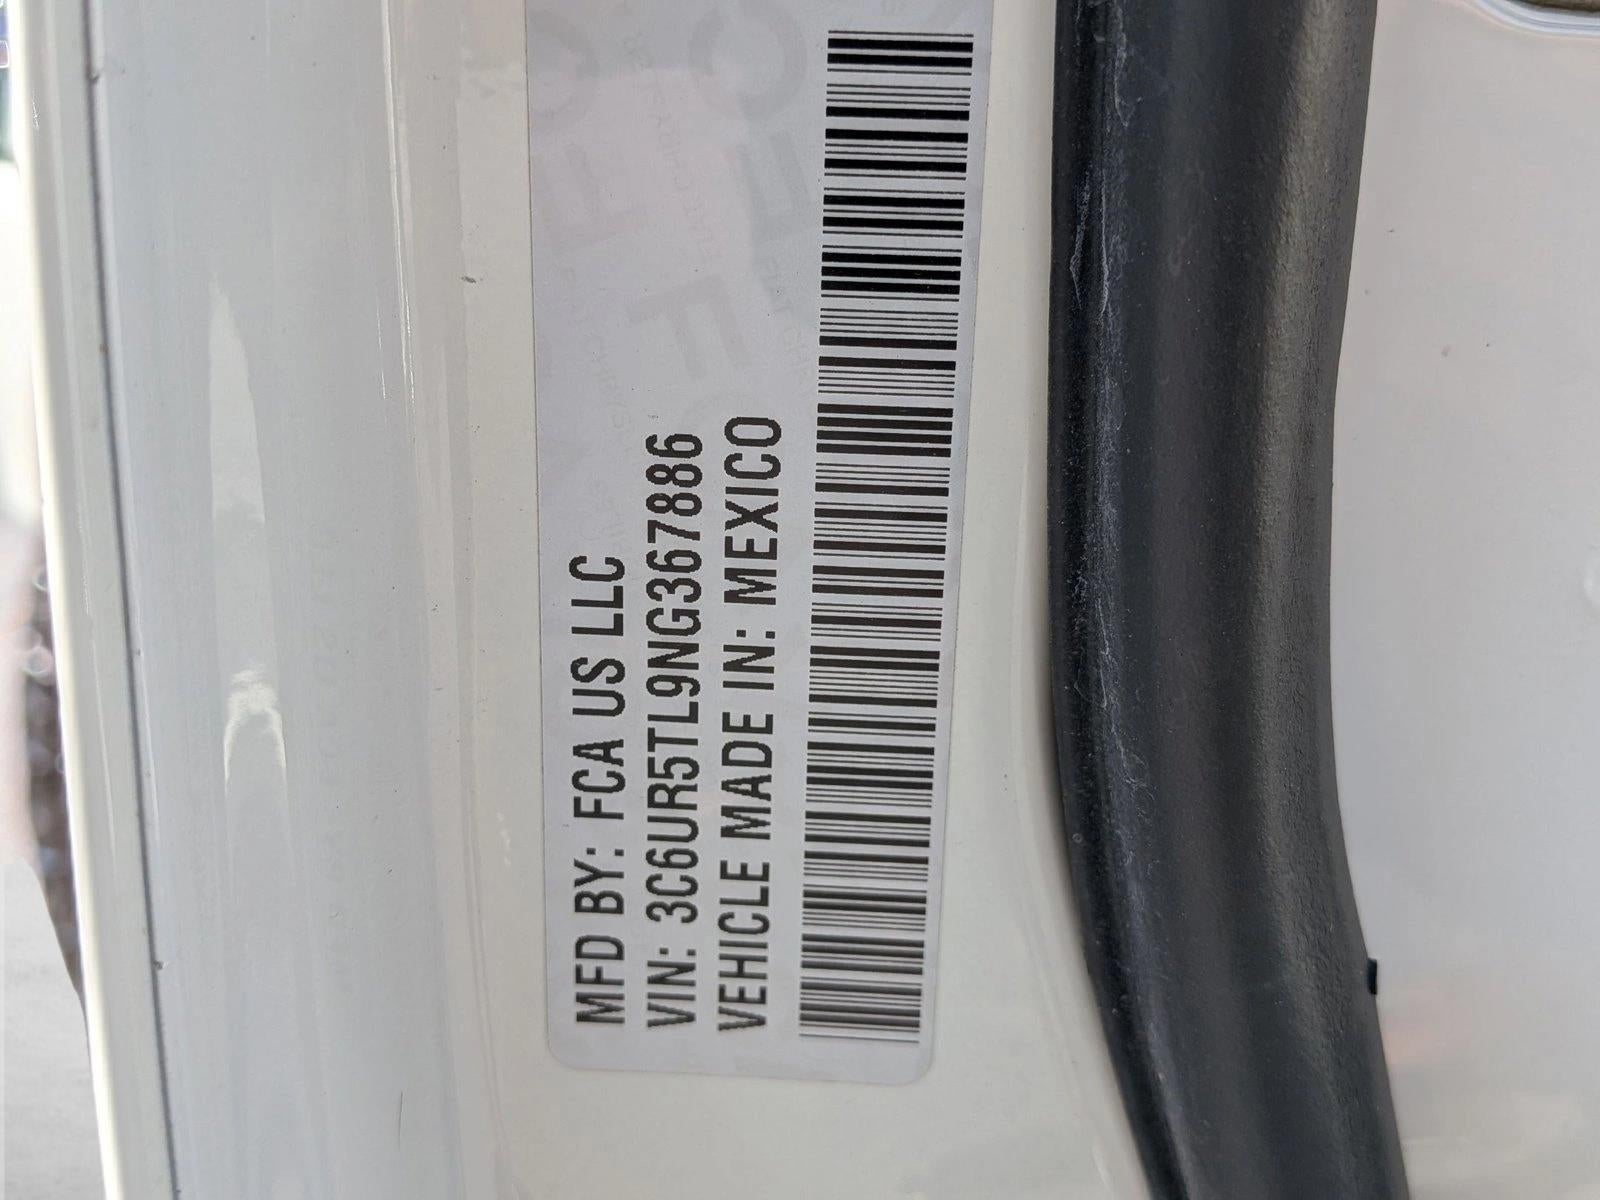 MFD BY: FCA US LLC
VIN: 3C6UR5TL9NG367886
VEHICLE MADE IN: MEXICO